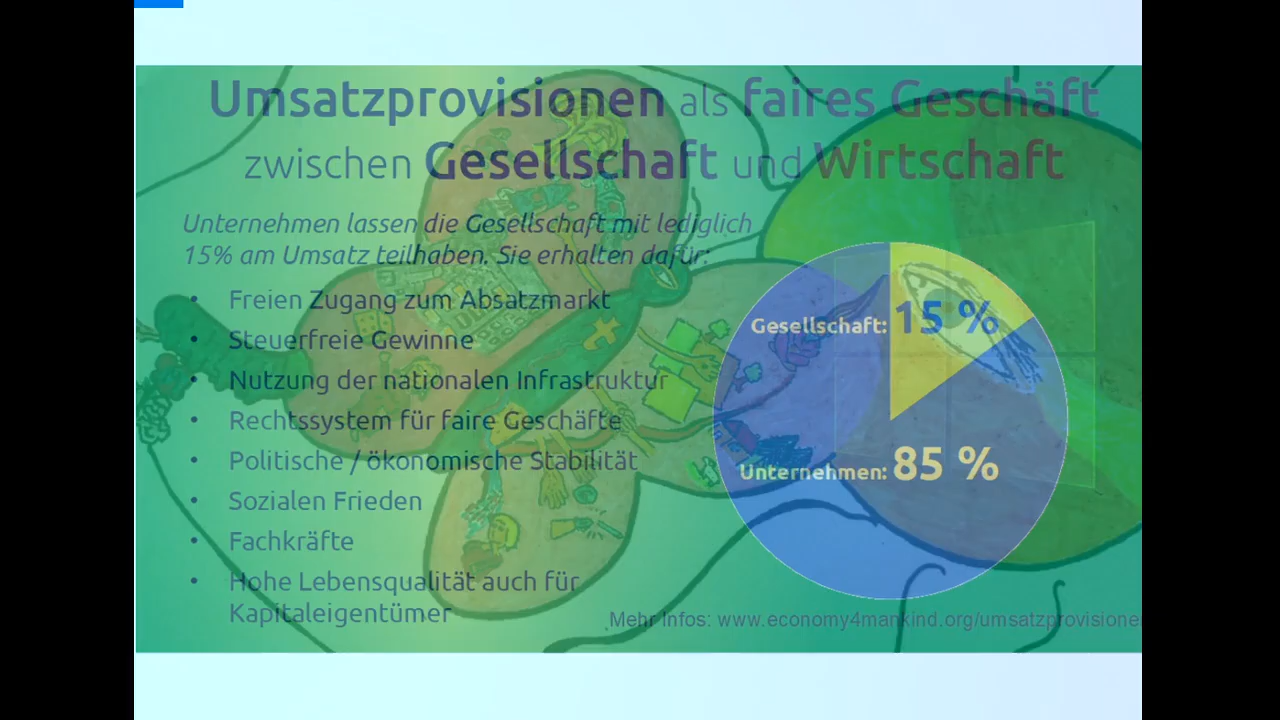 Umsatzprovisionen als faires Geschäft
zwischen Gesellschaft und Wirtschaft
Unternehmen lassen die Gesellschaft mit lediglich
15% am Umsatz teilhaben. Sie erhalten dafür:
• Freien Zugang zum Absatzmarkt
• Steuerfreie Gewinne
• Nutzung der nationalen Infrastruktur
• Rechtssystem für faire Geschäfte
• Politische / ökonomische Stabilität
• Sozialen Frieden
• Fachkräfte
• Hohe Lebensqualität auch für
Kapitaleigentümer
Gesellschaft: 15 %
Unternehmen: 85 %
Mehr Infos: www.economy4mankind.org/umsatzprovisione